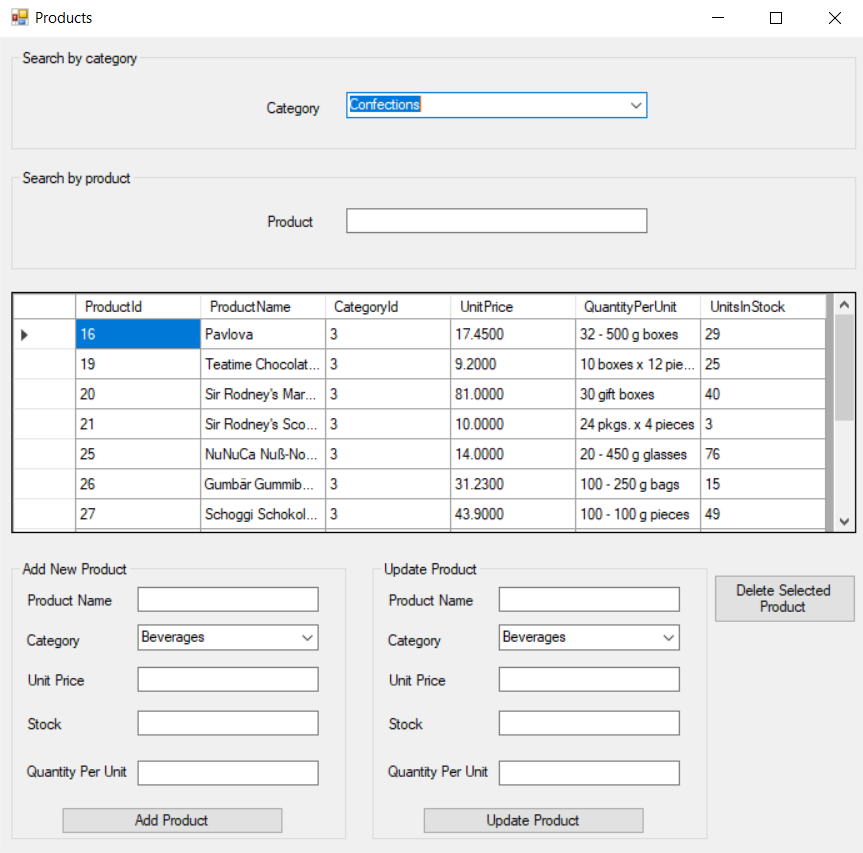 Products
Search by category
Category Confections
Search by product
Product
ProductId ProductName CategoryId UnitPrice QuantityPerUnit UnitsInStock
16 Pavlova 3 17.4500 32 - 500 g boxes 29
19 Teatime Chocolat... 3 9.2000 10 boxes x 12 pie... 25
20 Sir Rodney's Mar... 3 81.0000 30 gift boxes 40
21 Sir Rodney's Sco... 3 10.0000 24 pkgs. x 4 pieces 3
25 NuNuCa Nuß-No... 3 14.0000 20 - 450 g glasses 76
26 Gumbär Gummib... 3 31.2300 100 - 250 g bags 15
27 Schoggi Schokol... 3 43.9000 100 - 100 g pieces 49
Add New Product
Product Name
Category Beverages
Unit Price
Stock
Quantity Per Unit
Add Product
Update Product
Product Name
Category Beverages
Unit Price
Stock
Quantity Per Unit
Update Product
Delete Selected
Product